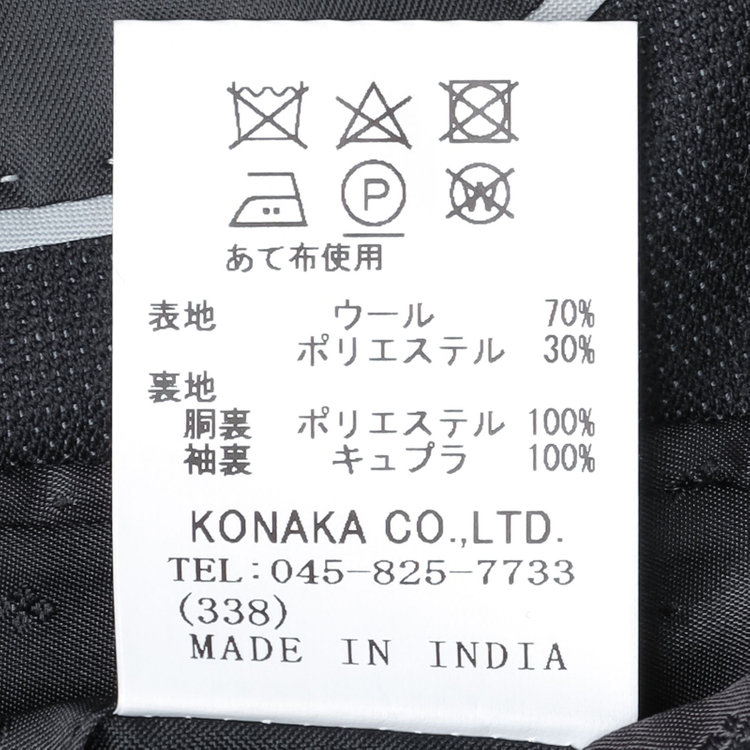 P W
あて布使用
表地 ウール 70%
ポリエステル 30%
裏地
胴裏 ポリエステル 100%
袖裏 キュプラ 100%
KONAKA CO.,LTD.
TEL:045-825-7733
(338)
MADE IN INDIA